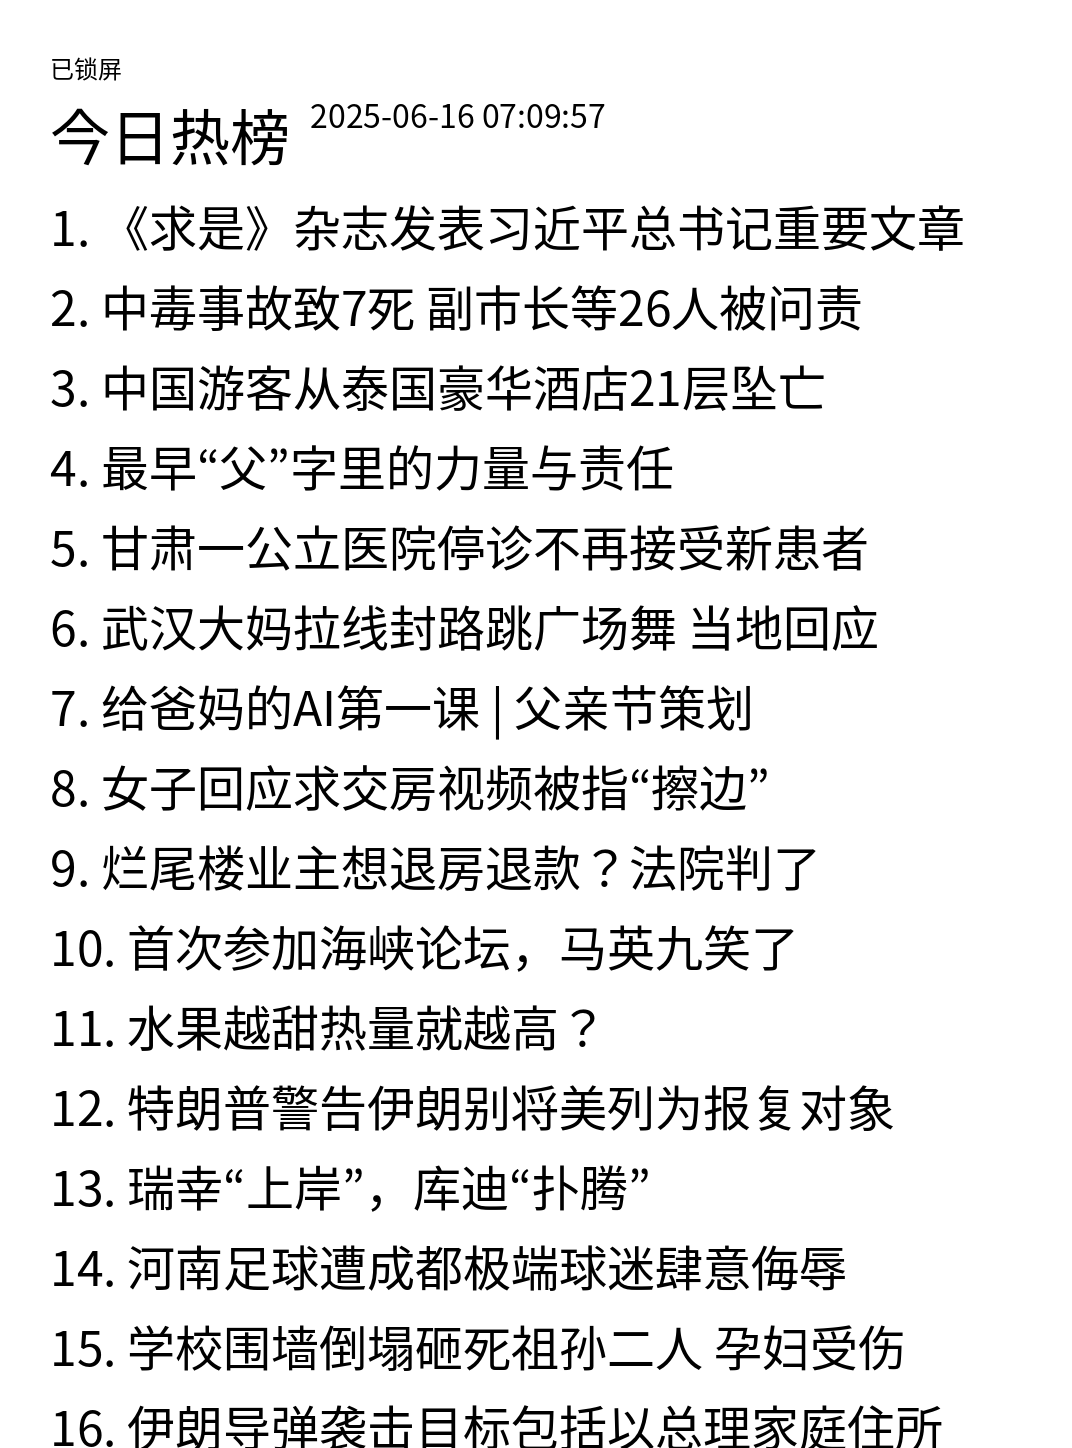 已锁屏
今日热榜 2025-06-16 07:09:57
1. 《求是》杂志发表习近平总书记重要文章
2. 中毒事故致7死 副市长等26人被问责
3. 中国游客从泰国豪华酒店21层坠亡
4. 最早“父”字里的力量与责任
5. 甘肃一公立医院停诊不再接受新患者
6. 武汉大妈拉线封路跳广场舞 当地回应
7. 给爸妈的AI第一课 | 父亲节策划
8. 女子回应求交房视频被指“擦边”
9. 烂尾楼业主想退房退款？法院判了
10. 首次参加海峡论坛，马英九笑了
11. 水果越甜热量就越高？
12. 特朗普警告伊朗别将美列为报复对象
13. 瑞幸“上岸”，库迪“扑腾”
14. 河南足球遭成都极端球迷肆意侮辱
15. 学校围墙倒塌砸死祖孙二人 孕妇受伤
16. 伊朗导弹袭击目标包括以总理家庭住所